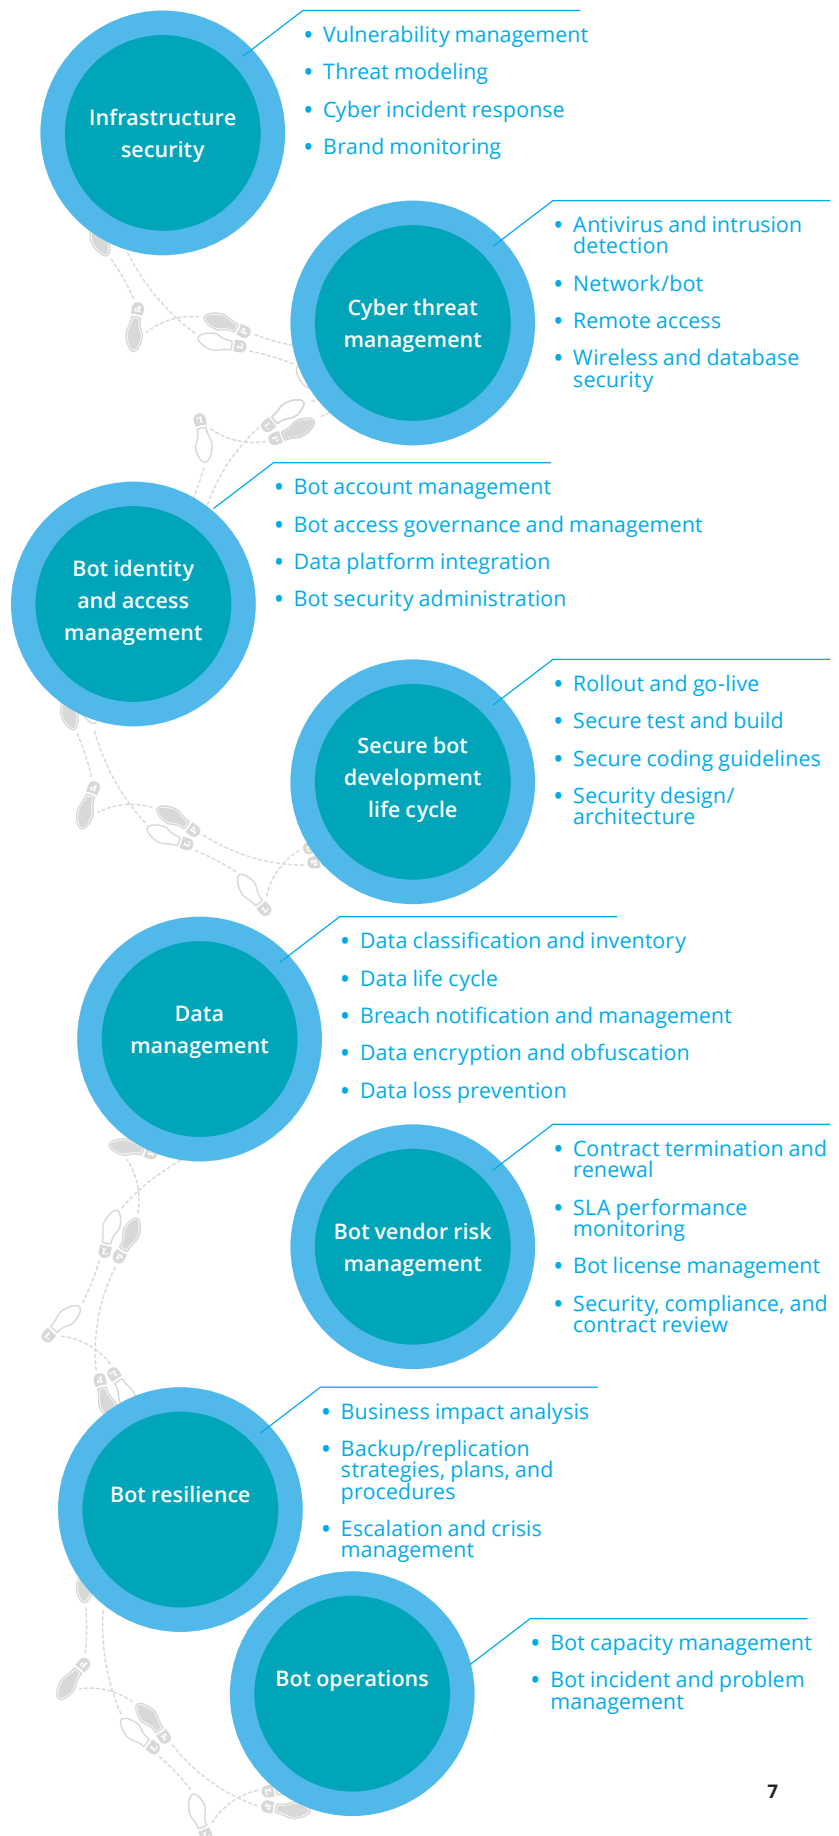 Infrastructure
security
• Vulnerability management
• Threat modeling
• Cyber incident response
• Brand monitoring
Cyber threat
management
• Antivirus and intrusion
detection
• Network/bot
• Remote access
• Wireless and database
security
Bot identity
and access
management
• Bot account management
• Bot access governance and management
• Data platform integration
• Bot security administration
Secure bot
development
life cycle
• Rollout and go-live
• Secure test and build
• Secure coding guidelines
• Security design/
architecture
Data
management
• Data classification and inventory
• Data life cycle
• Breach notification and management
• Data encryption and obfuscation
• Data loss prevention
Bot vendor risk
management
• Contract termination and
renewal
• SLA performance
monitoring
• Bot license management
• Security, compliance, and
contract review
Bot resilience
• Business impact analysis
• Backup/replication
strategies, plans, and
procedures
• Escalation and crisis
management
Bot operations
• Bot capacity management
• Bot incident and problem
management
7